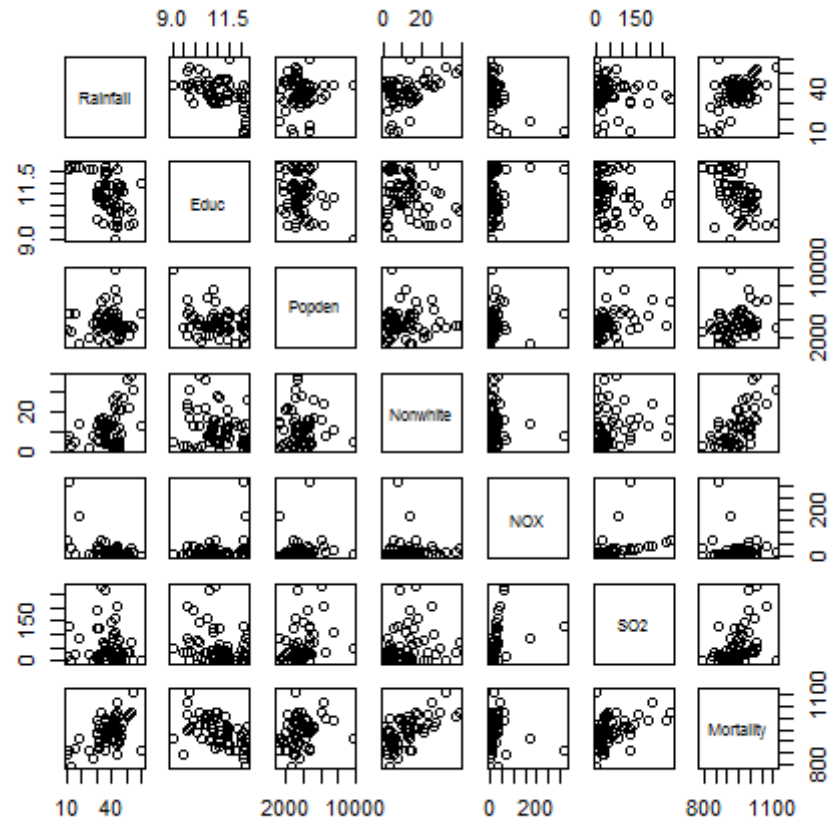 9.0 11.5 0 20 0 150
Rainfall 10 40
9.0 11.5 Educ
Popden 2000 10000
0 20 Nonwhite
NOX 0 200
0 150 SO2
Mortality 800 1100
10 40 2000 10000 0 200 800 1100